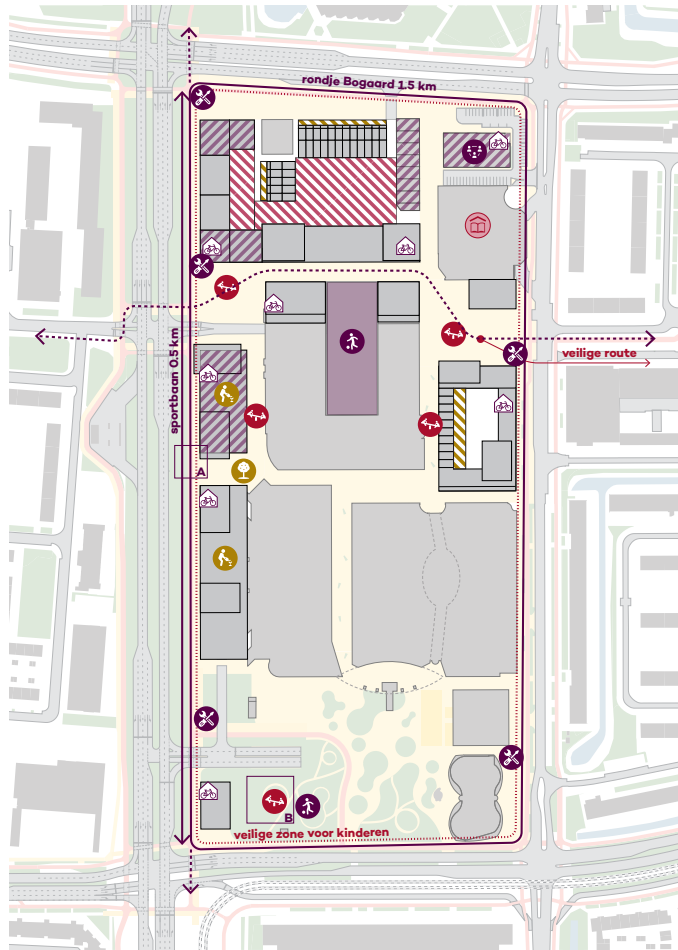 rondje Bogaard 1.5 km
sportbaan 0.5 km
veilige route
A
B
veilige zone voor kinderen